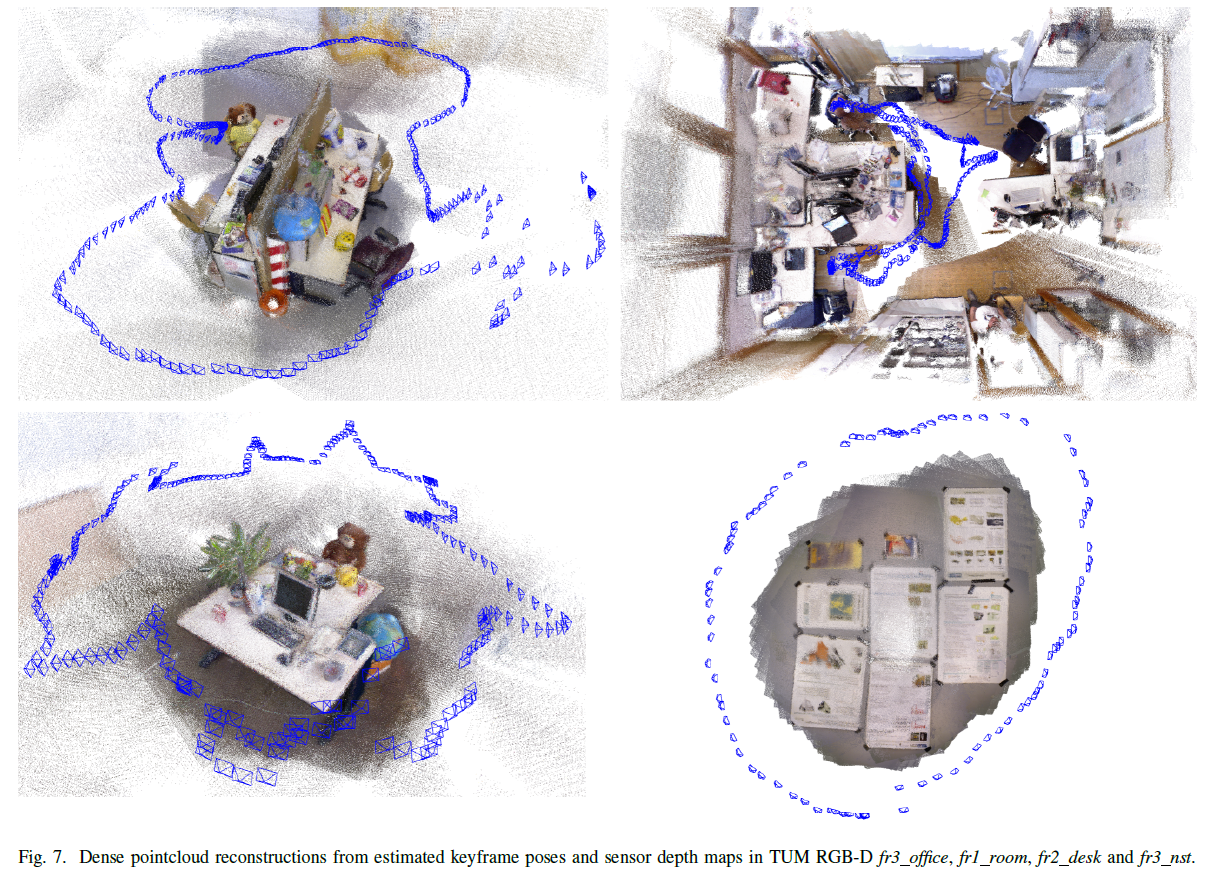 Fig. 7. Dense pointcloud reconstructions from estimated keyframe poses and sensor depth maps in TUM RGB-D fr3_office, fr1_room, fr2_desk and fr3_nst.